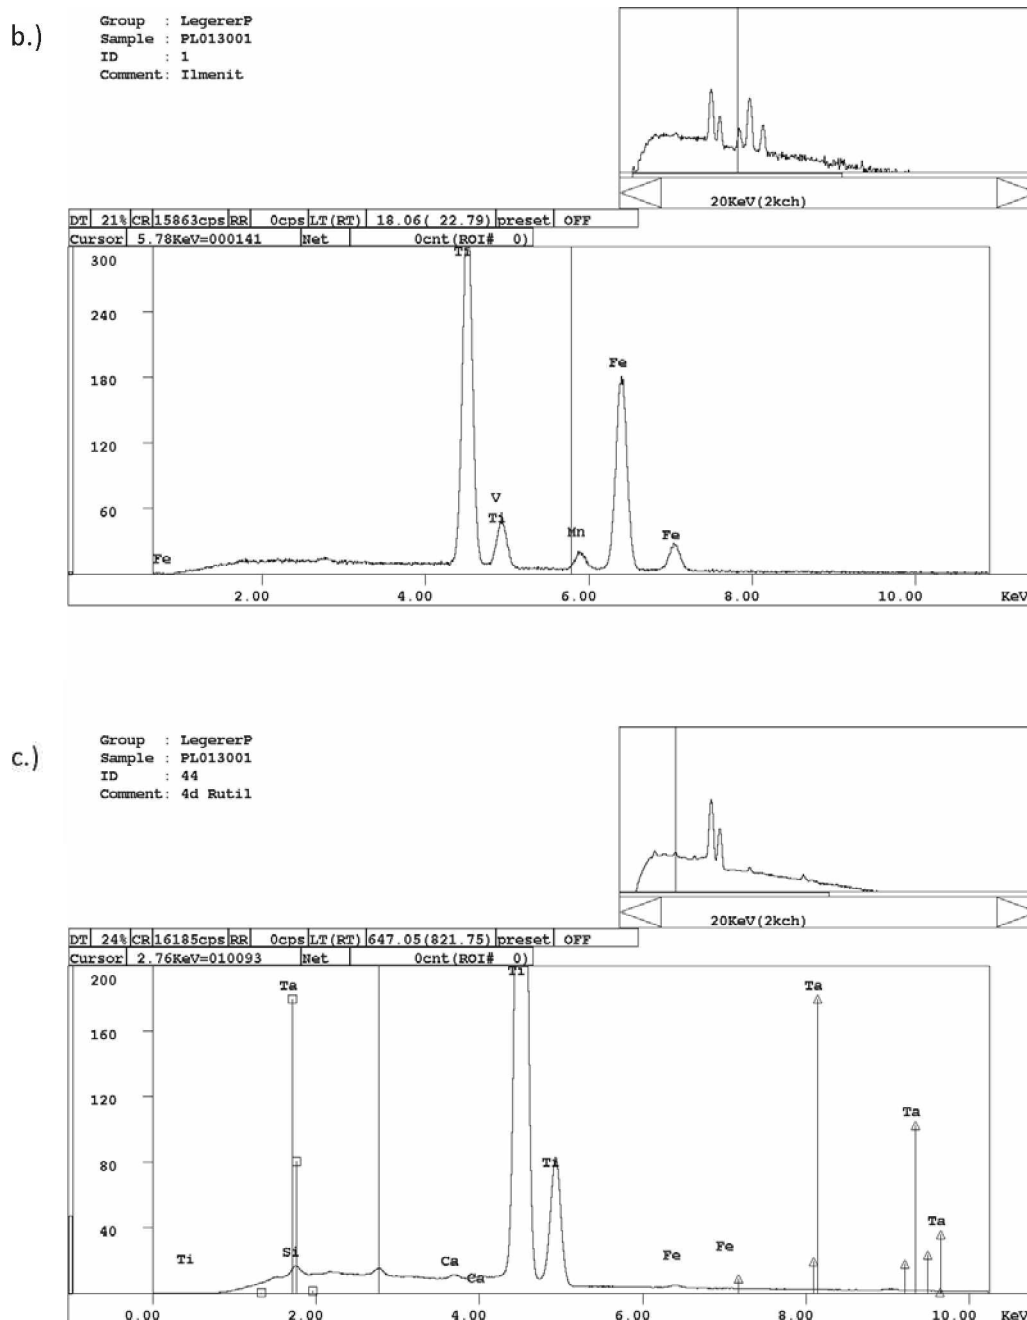 b.)
Group : LegererP
Sample : PL013001
ID : 1
Comment: Ilmenit
20KeV(2kch)
DT 21% CR 15863cps RR 0cps LT(RT) 18.06( 22.79) preset OFF
Cursor 5.78KeV=000141 Net 0cnt(ROI# 0)
300
Ti
240
180
Fe
120
60
V
Ti
Mn
Fe
Fe
2.00 4.00 6.00 8.00 10.00 KeV
c.)
Group : LegererP
Sample : PL013001
ID : 44
Comment: 4d Rutil
20KeV(2kch)
DT 24% CR 16185cps RR 0cps LT(RT) 647.05(821.75) preset OFF
Cursor 2.76KeV=010093 Net 0cnt(ROI# 0)
200
Ti
Ta
Ta
160
120
Ta
80
Ti
40
Ta
Ti
Si
Ca
Ca
Fe
Fe
0.00 2.00 4.00 6.00 8.00 10.00 KeV